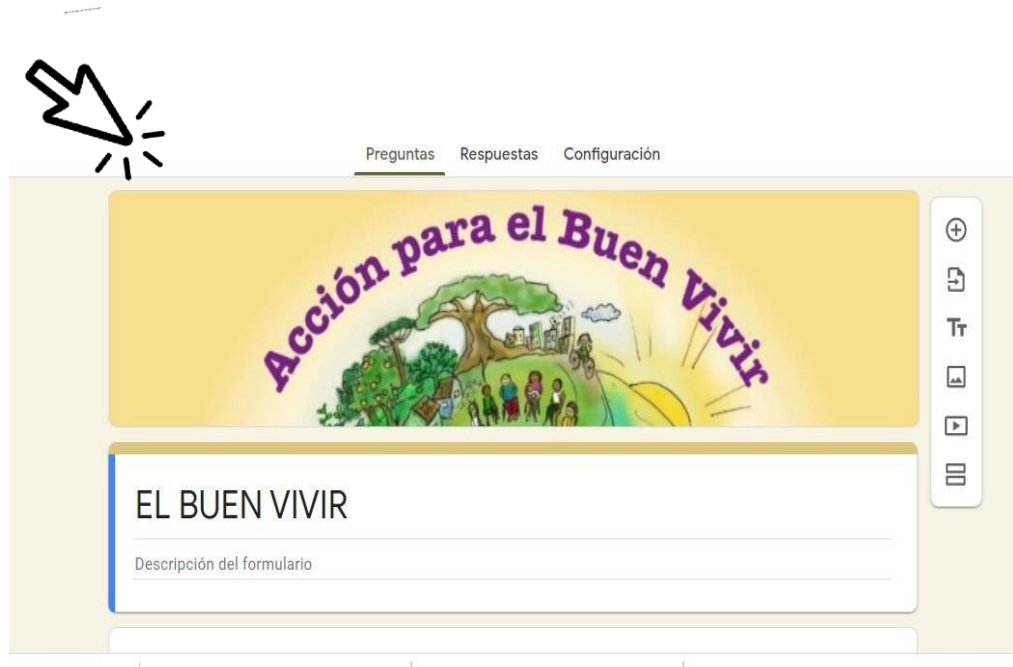 Preguntas Respuestas Configuración
Acción para el Buen Vivir
EL BUEN VIVIR
Descripción del formulario